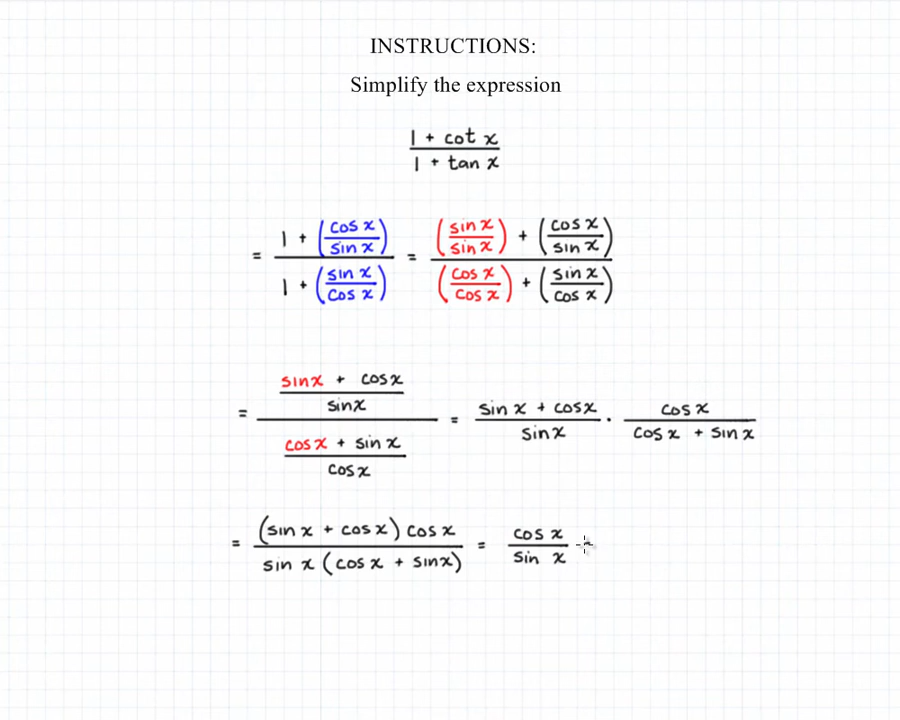 INSTRUCTIONS:
Simplify the expression
1 + cot x
1 + tan x
= 1 + (cos x / sin x) / 1 + (sin x / cos x) = (sin x / sin x) + (cos x / sin x) / (cos x / cos x) + (sin x / cos x)
= sin x + cos x / sin x / cos x + sin x / cos x = sin x + cos x / sin x · cos x / cos x + sin x
= (sin x + cos x) cos x / sin x (cos x + sin x) = cos x / sin x